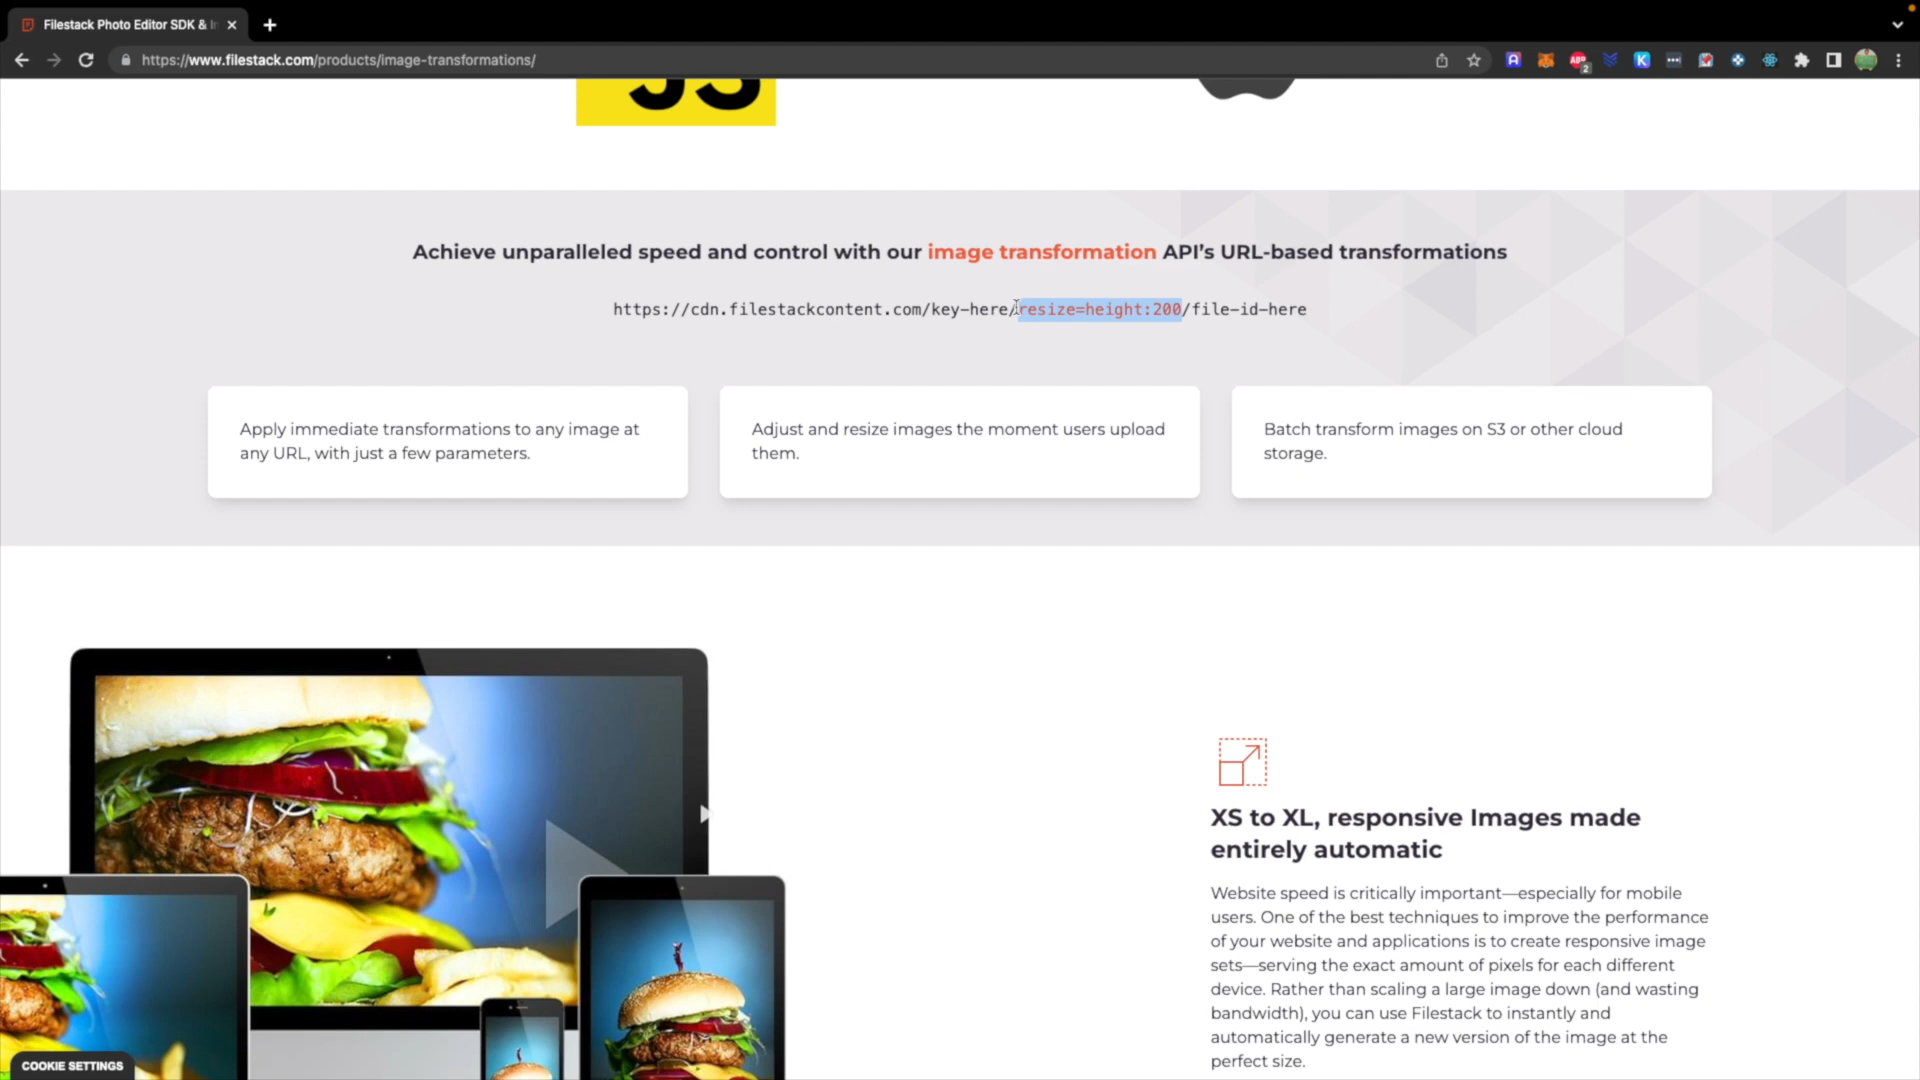 Filestack Photo Editor SDK & I
https://www.filestack.com/products/image-transformations/
ABP
2
K
JS
Achieve unparalleled speed and control with our image transformation API’s URL-based transformations
https://cdn.filestackcontent.com/key-here/resize=height:200/file-id-here
Apply immediate transformations to any image at
any URL, with just a few parameters.
Adjust and resize images the moment users upload
them.
Batch transform images on S3 or other cloud
storage.
XS to XL, responsive Images made
entirely automatic
Website speed is critically important—especially for mobile
users. One of the best techniques to improve the performance
of your website and applications is to create responsive image
sets—serving the exact amount of pixels for each different
device. Rather than scaling a large image down (and wasting
bandwidth), you can use Filestack to instantly and
automatically generate a new version of the image at the
perfect size.
COOKIE SETTINGS